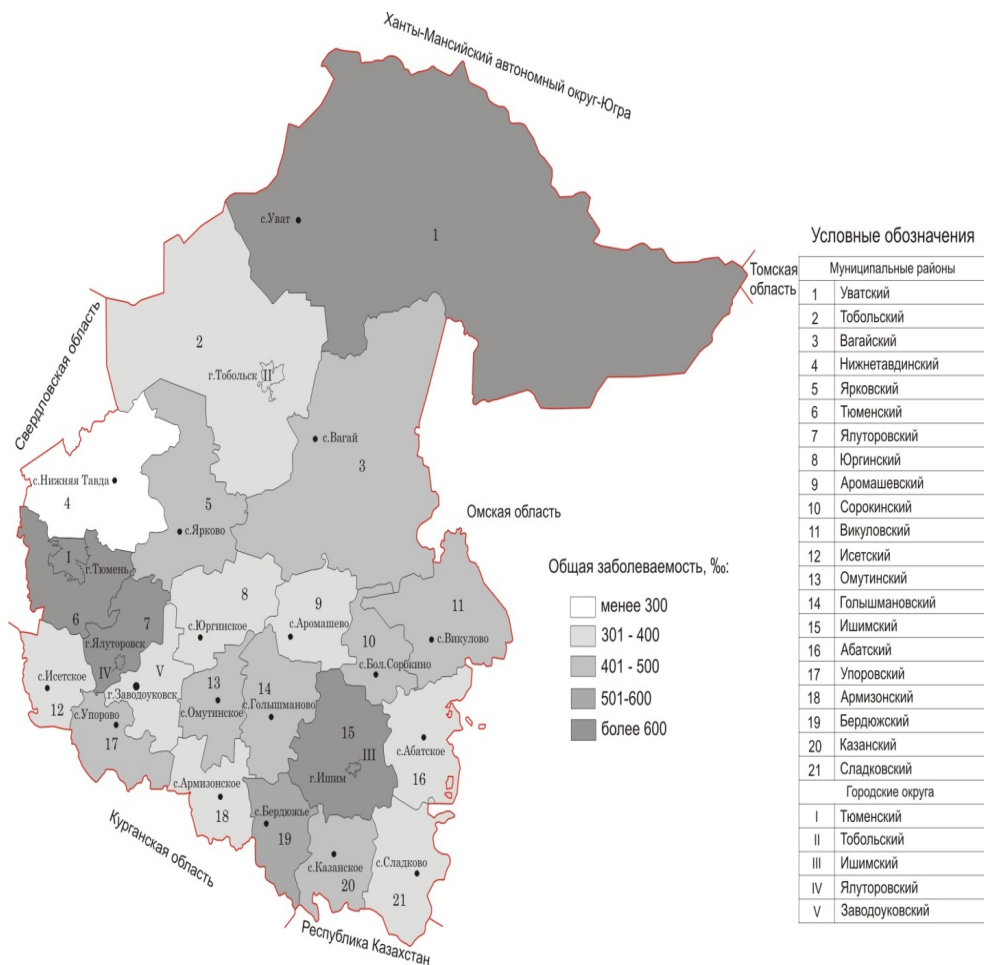 Ханты-Мансийский автономный округ-Югра
с.Уват
1
Томская
область
Свердловская область
2
г.Тобольск
II
с.Вагай
3
с.Нижняя Тавда
4
5
с.Ярково
Омская область
I
г.Тюмень
6
7
г.Ялуторовск
IV
8
с.Юргинское
9
с.Аромашево
10
с.Бол.Сорбкино
11
с.Викулово
с.Исетское
12
V
г.Заводоуковск
с.Упорово
17
13
с.Омутинское
14
с.Голышманово
15
III
г.Ишим
с.Абатское
16
с.Армизонское
18
с.Бердюжье
19
с.Казанское
20
с.Сладково
21
Курганская область
Республика Казахстан
Общая заболеваемость, ‰:
менее 300
301 - 400
401 - 500
501-600
более 600
Условные обозначения
Муниципальные районы
1 Уватский
2 Тобольский
3 Вагайский
4 Нижнетавдинский
5 Ярковский
6 Тюменский
7 Ялуторовский
8 Юргинский
9 Аромашевский
10 Сорокинский
11 Викуловский
12 Исетский
13 Омутинский
14 Голышмановский
15 Ишимский
16 Абатский
17 Упоровский
18 Армизонский
19 Бердюжский
20 Казанский
21 Сладковский
Городские округа
I Тюменский
II Тобольский
III Ишимский
IV Ялуторовский
V Заводоуковский